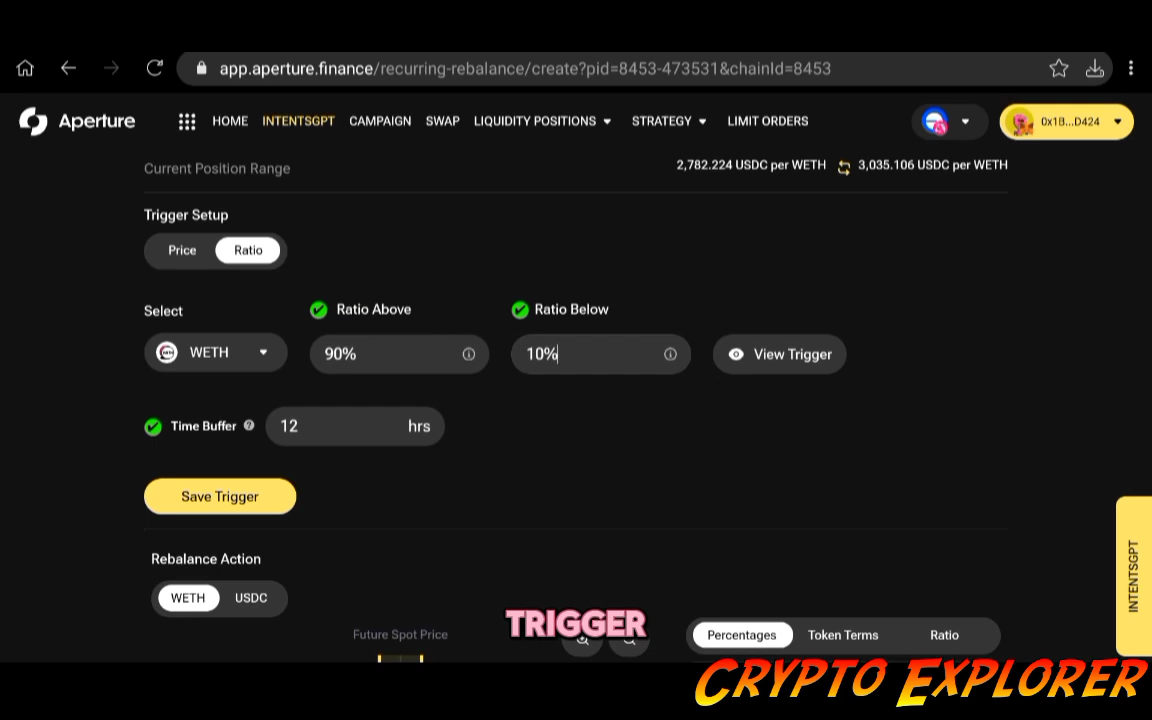 app.aperture.finance/recurring-rebalance/create?pid=8453-473531&chainId=8453
Aperture HOME INTENTSGPT CAMPAIGN SWAP LIQUIDITY POSITIONS STRATEGY LIMIT ORDERS 0x1B...D424
Current Position Range 2,782.224 USDC per WETH 3,035.106 USDC per WETH
Trigger Setup
Price Ratio
Select Ratio Above Ratio Below
WETH 90% 10% View Trigger
Time Buffer 12 hrs
Save Trigger
INTENTSGPT
Rebalance Action
WETH USDC
TRIGGER
Future Spot Price Percentages Token Terms Ratio
Crypto Explorer